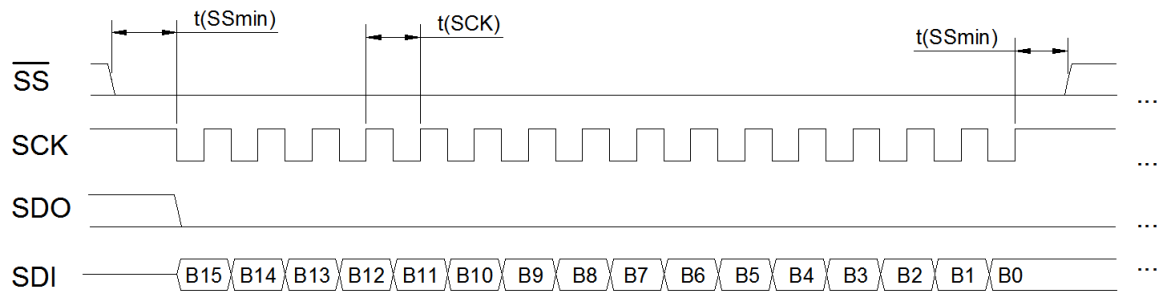 t(SSmin) t(SCK) t(SSmin)
SS ...
SCK ...
SDO ...
SDI B15 B14 B13 B12 B11 B10 B9 B8 B7 B6 B5 B4 B3 B2 B1 B0 ...